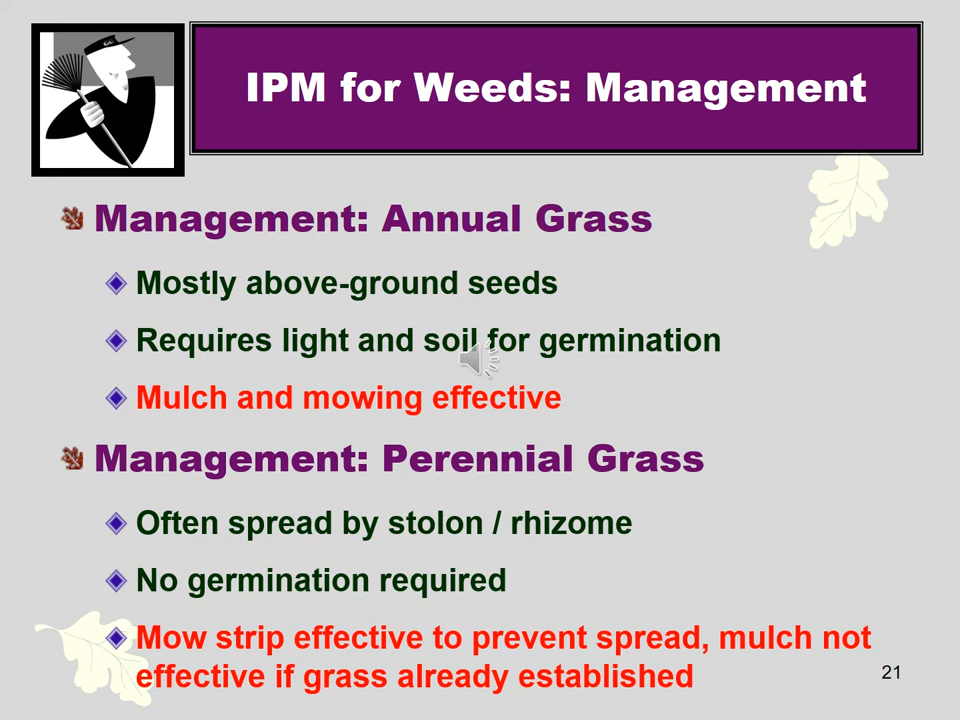 IPM for Weeds: Management
Management: Annual Grass
Mostly above-ground seeds
Requires light and soil for germination
Mulch and mowing effective
Management: Perennial Grass
Often spread by stolon / rhizome
No germination required
Mow strip effective to prevent spread, mulch not
effective if grass already established
21